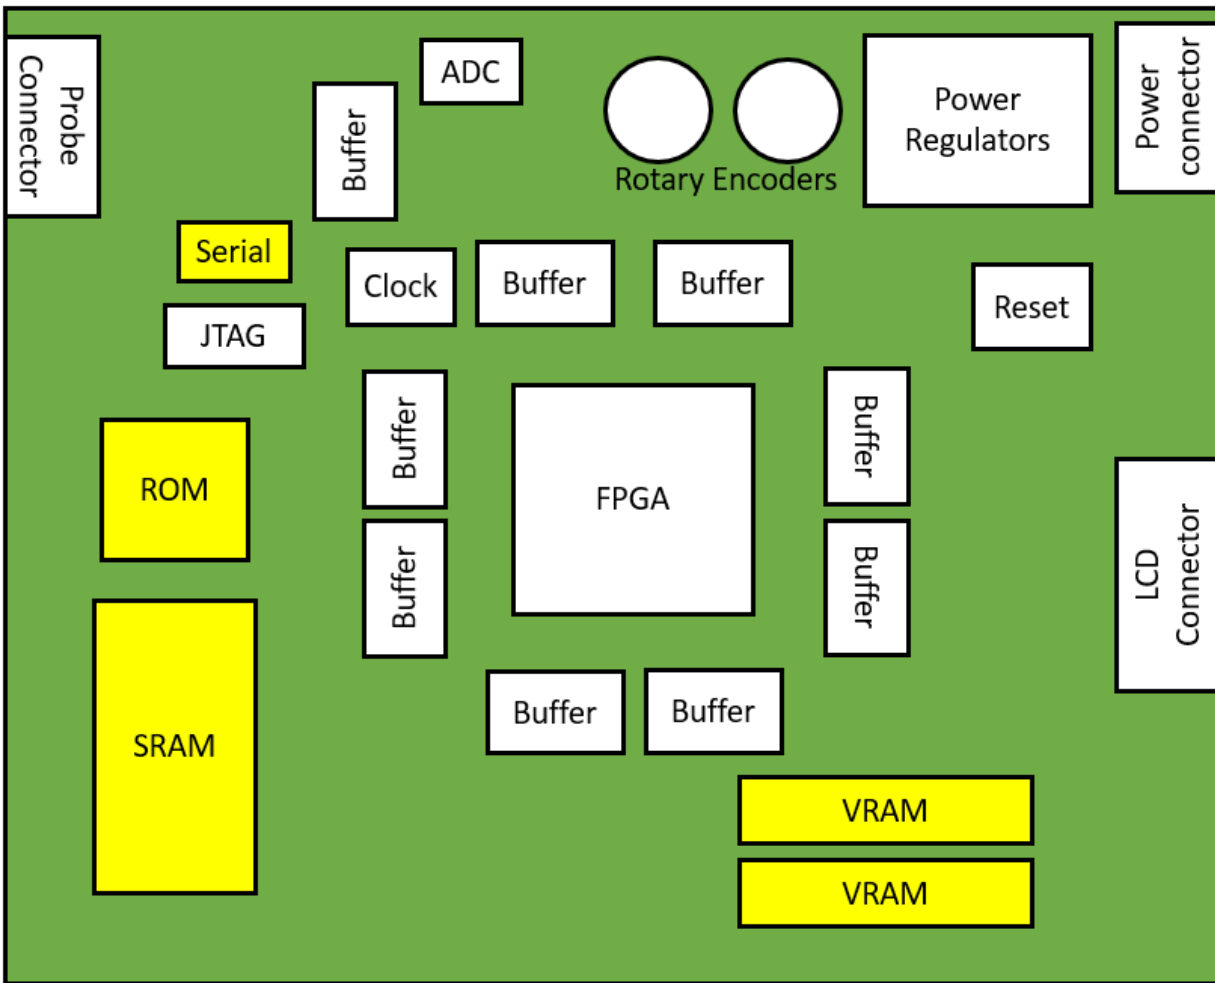 Probe
Connector
ADC
Buffer
Rotary Encoders
Power
Regulators
Power
connector
Serial
Clock
Buffer
Buffer
Reset
JTAG
Buffer
FPGA
Buffer
ROM
Buffer
Buffer
LCD
Connector
SRAM
Buffer
Buffer
VRAM
VRAM